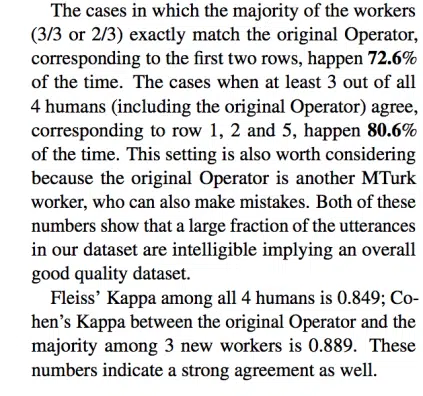 The cases in which the majority of the workers
(3/3 or 2/3) exactly match the original Operator,
corresponding to the first two rows, happen 72.6%
of the time. The cases when at least 3 out of all
4 humans (including the original Operator) agree,
corresponding to row 1, 2 and 5, happen 80.6%
of the time. This setting is also worth considering
because the original Operator is another MTurk
worker, who can also make mistakes. Both of these
numbers show that a large fraction of the utterances
in our dataset are intelligible implying an overall
good quality dataset.
Fleiss’ Kappa among all 4 humans is 0.849; Co-
hen’s Kappa between the original Operator and the
majority among 3 new workers is 0.889. These
numbers indicate a strong agreement as well.